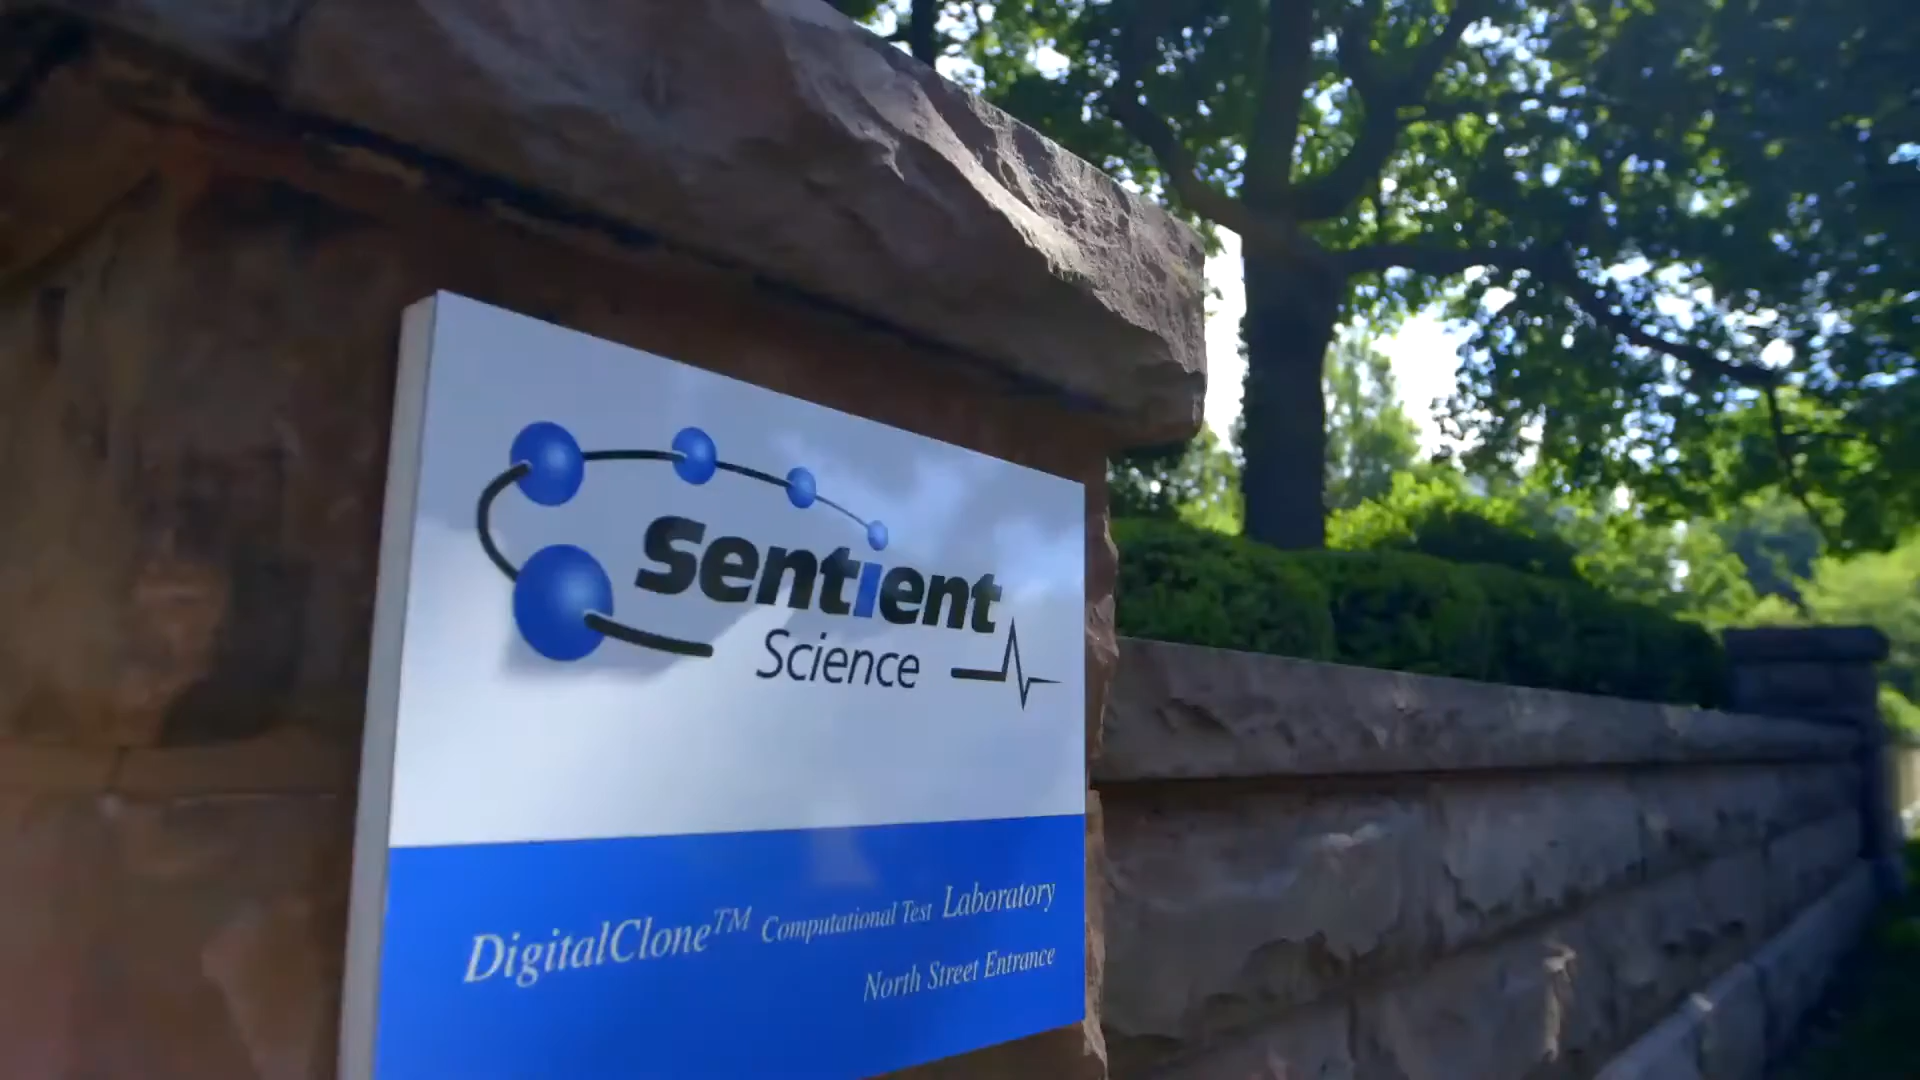 Sentient
Science
DigitalClone™ Computational Test Laboratory
North Street Entrance